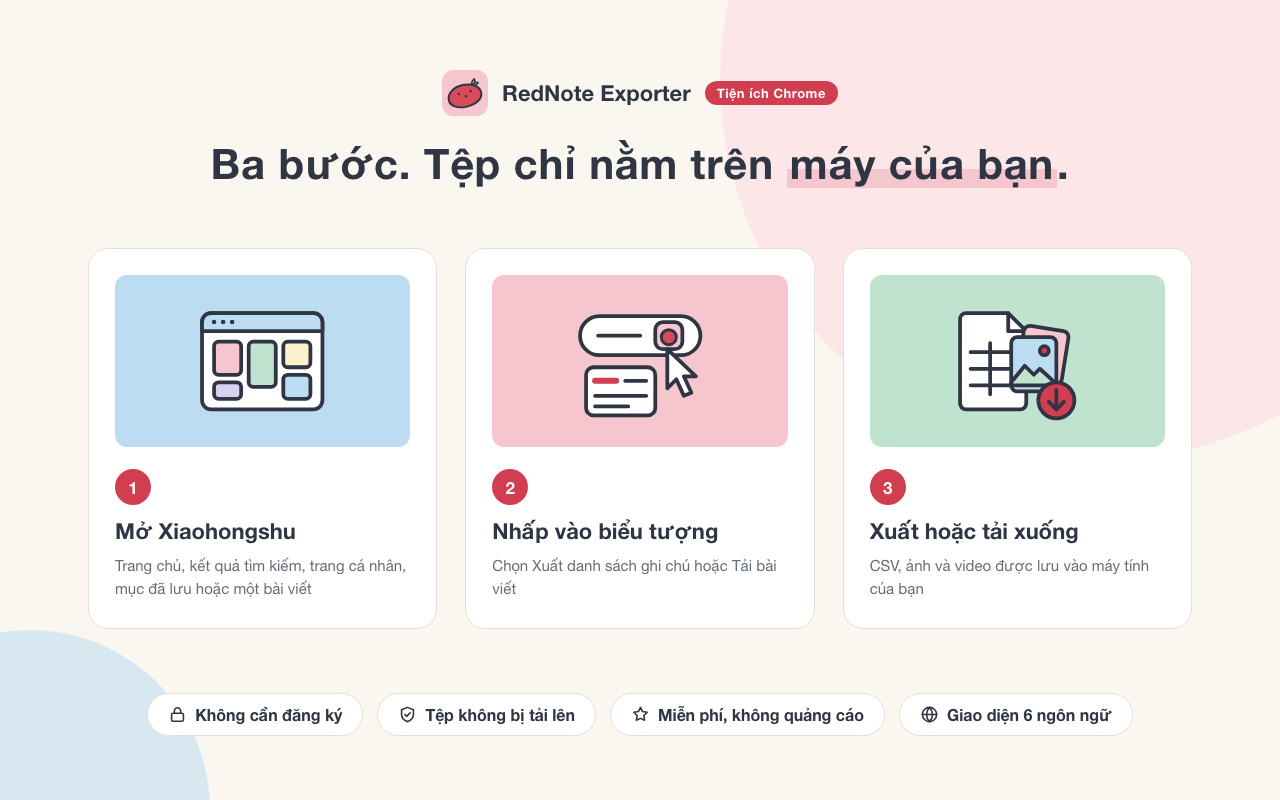 RedNote Exporter
Tiện ích Chrome
Ba bước. Tệp chỉ nằm trên máy của bạn.
1
Mở Xiaohongshu
Trang chủ, kết quả tìm kiếm, trang cá nhân,
mục đã lưu hoặc một bài viết
2
Nhấp vào biểu tượng
Chọn Xuất danh sách ghi chú hoặc Tải bài
viết
3
Xuất hoặc tải xuống
CSV, ảnh và video được lưu vào máy tính
của bạn
Không cần đăng ký
Tệp không bị tải lên
Miễn phí, không quảng cáo
Giao diện 6 ngôn ngữ